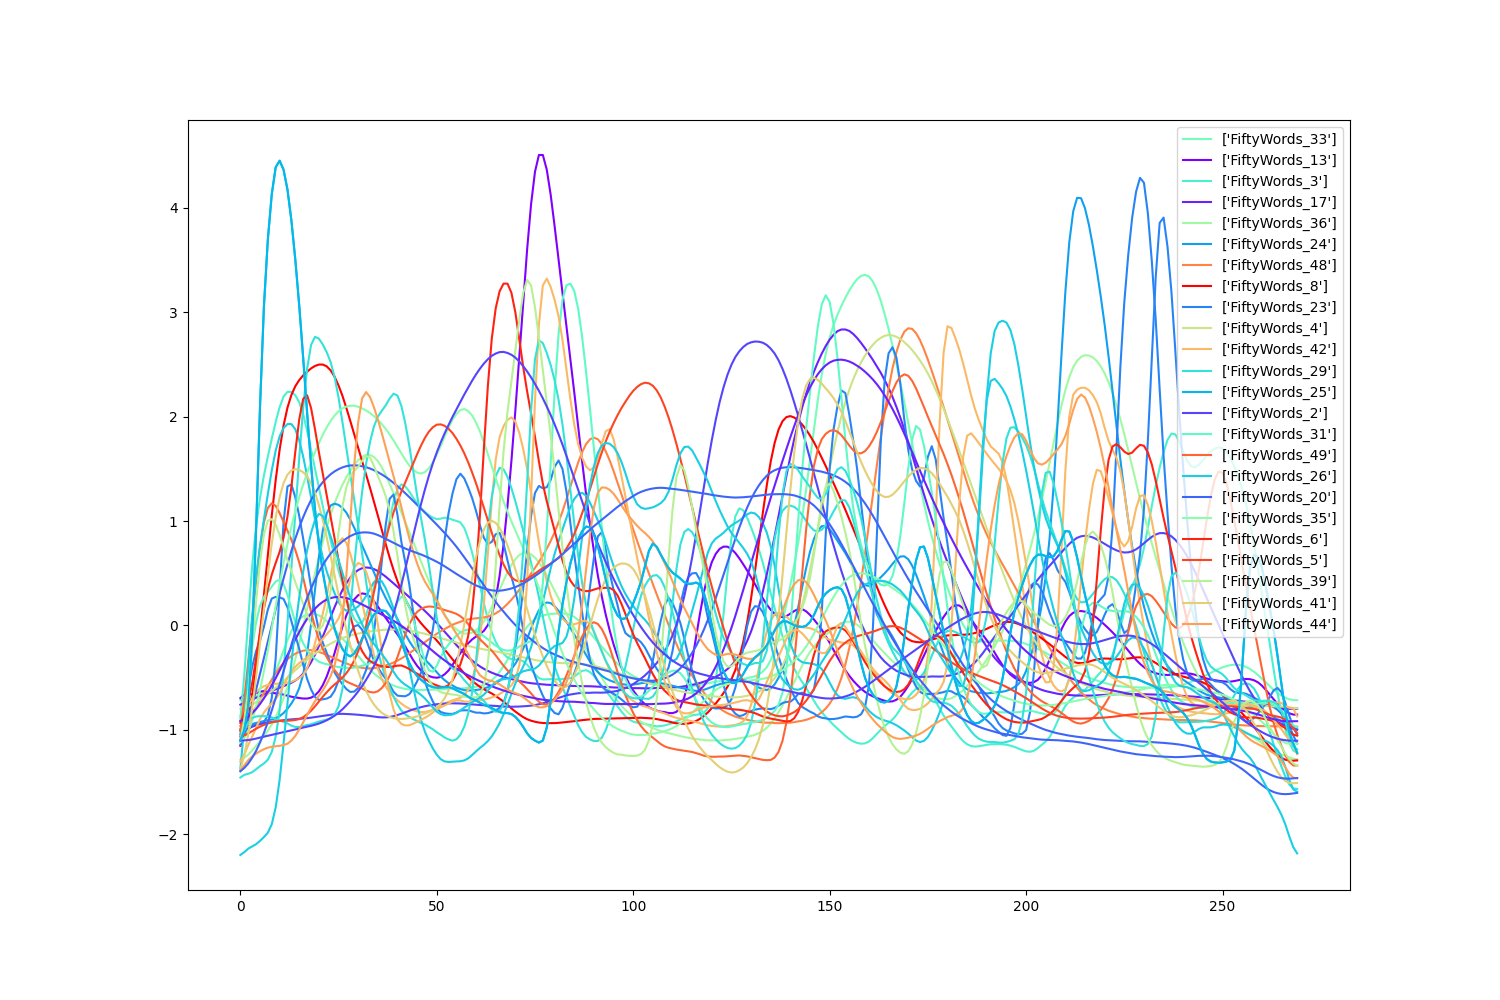 ['FiftyWords_33']
['FiftyWords_13']
['FiftyWords_3']
['FiftyWords_17']
['FiftyWords_36']
['FiftyWords_24']
['FiftyWords_48']
['FiftyWords_8']
['FiftyWords_23']
['FiftyWords_4']
['FiftyWords_42']
['FiftyWords_29']
['FiftyWords_25']
['FiftyWords_2']
['FiftyWords_31']
['FiftyWords_49']
['FiftyWords_26']
['FiftyWords_20']
['FiftyWords_35']
['FiftyWords_6']
['FiftyWords_5']
['FiftyWords_39']
['FiftyWords_41']
['FiftyWords_44']
4
3
2
1
0
−1
−2
0 50 100 150 200 250